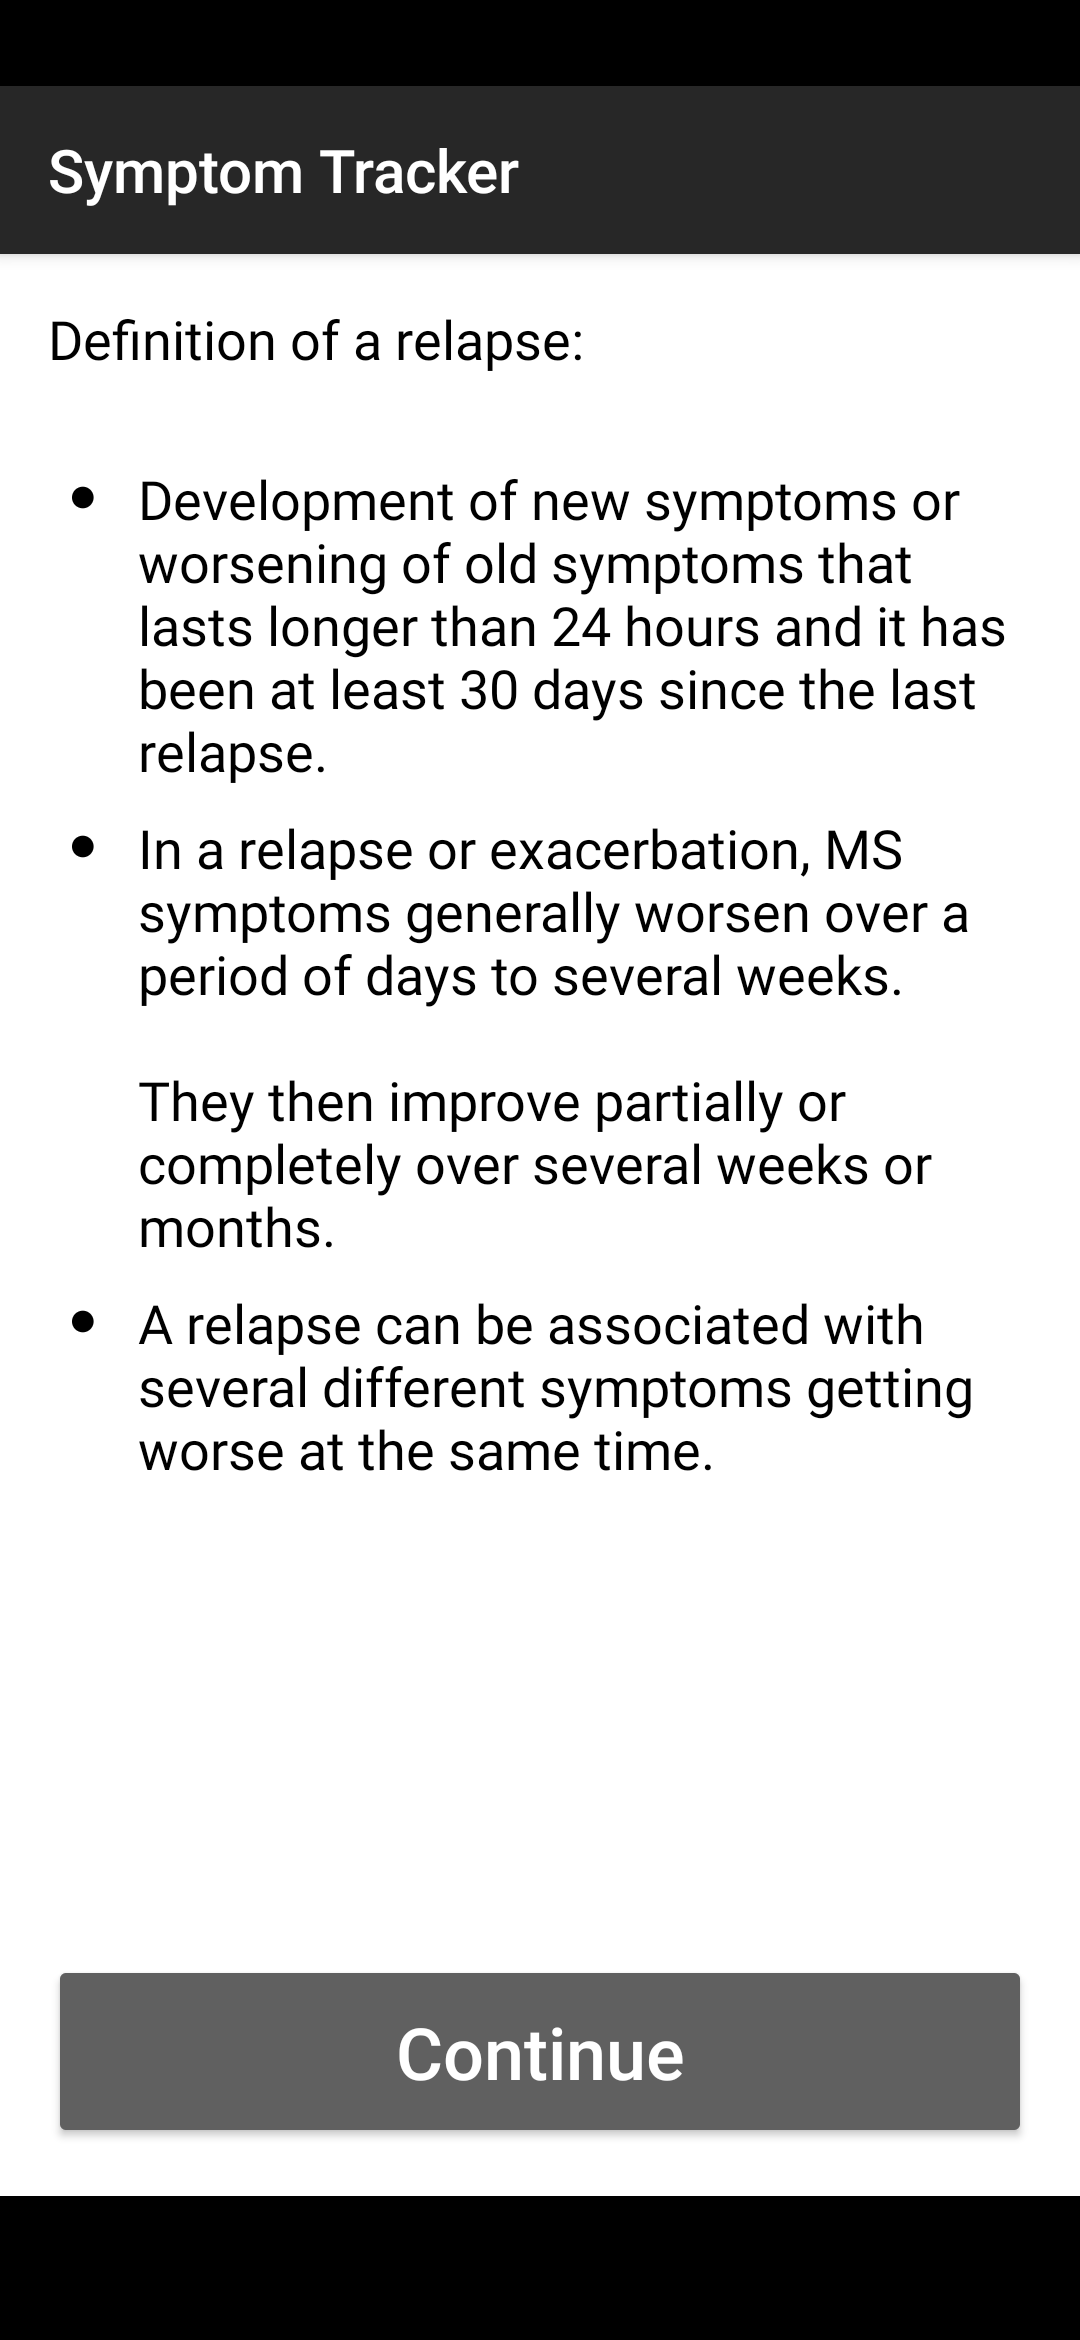 Symptom Tracker
Definition of a relapse:
• Development of new symptoms or
worsening of old symptoms that
lasts longer than 24 hours and it has
been at least 30 days since the last
relapse.
• In a relapse or exacerbation, MS
symptoms generally worsen over a
period of days to several weeks.
They then improve partially or
completely over several weeks or
months.
• A relapse can be associated with
several different symptoms getting
worse at the same time.
Continue